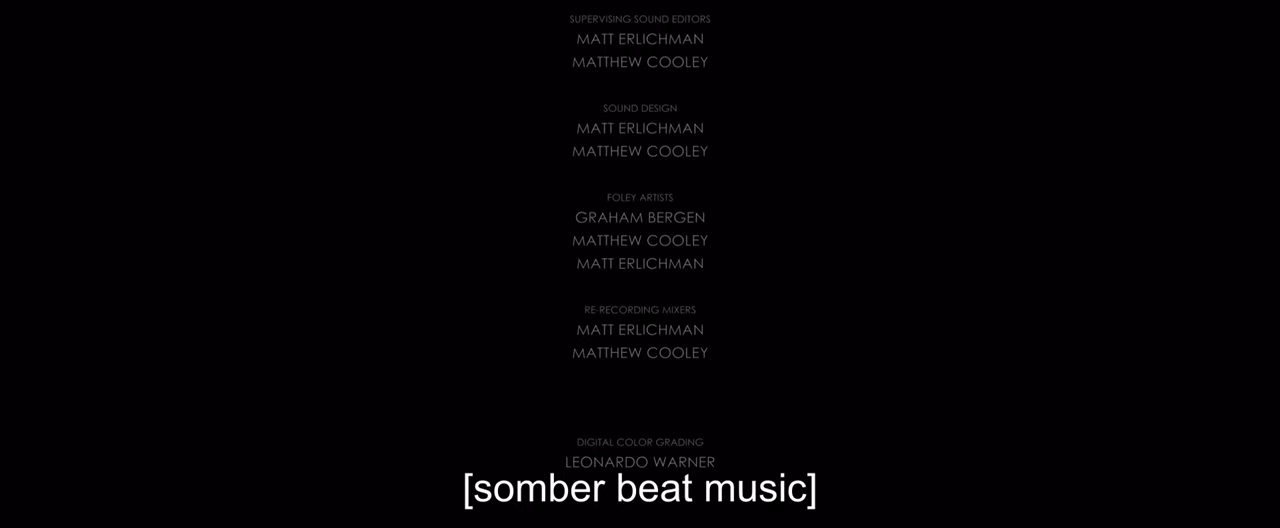 SUPERVISING SOUND EDITORS
MATT ERLICHMAN
MATTHEW COOLEY
SOUND DESIGN
MATT ERLICHMAN
MATTHEW COOLEY
FOLEY ARTISTS
GRAHAM BERGEN
MATTHEW COOLEY
MATT ERLICHMAN
RE-RECORDING MIXERS
MATT ERLICHMAN
MATTHEW COOLEY
DIGITAL COLOR GRADING
LEONARDO WARNER
[somber beat music]